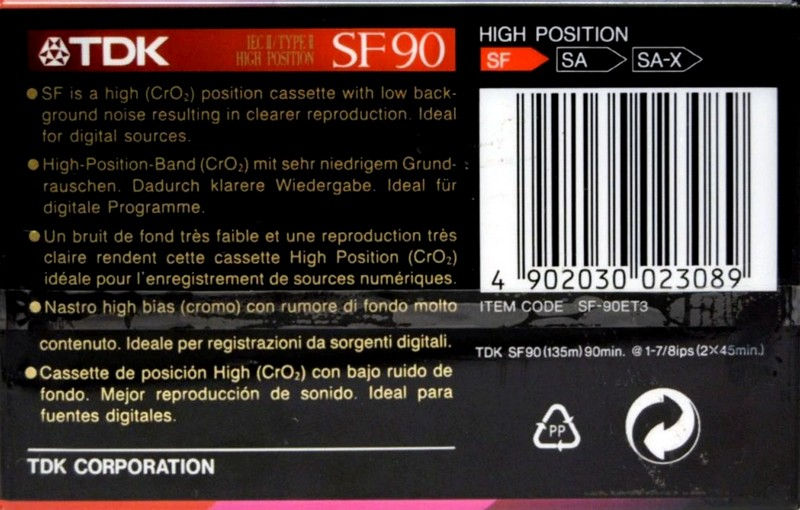 TDK IEC II/TYPE II HIGH POSITION SF 90
● SF is a high (CrO₂) position cassette with low back-
ground noise resulting in clearer reproduction. Ideal
for digital sources.
● High-Position-Band (CrO₂) mit sehr niedrigem Grund-
rauschen. Dadurch klarere Wiedergabe. Ideal für
digitale Programme.
● Un bruit de fond très faible et une reproduction très
claire rendent cette cassette High Position (CrO₂)
idéale pour l'enregistrement de sources numériques.
● Nastro high bias (cromo) con rumore di fondo molto
contenuto. Ideale per registrazioni da sorgenti digitali.
● Cassette de posición High (CrO₂) con bajo ruido de
fondo. Mejor reproducción de sonido. Ideal para
fuentes digitales.
TDK CORPORATION
HIGH POSITION
SF SA SA-X
4 902030 023089
ITEM CODE SF-90ET3
TDK SF90 (135m) 90min. @ 1-7/8ips (2×45min.)
PP